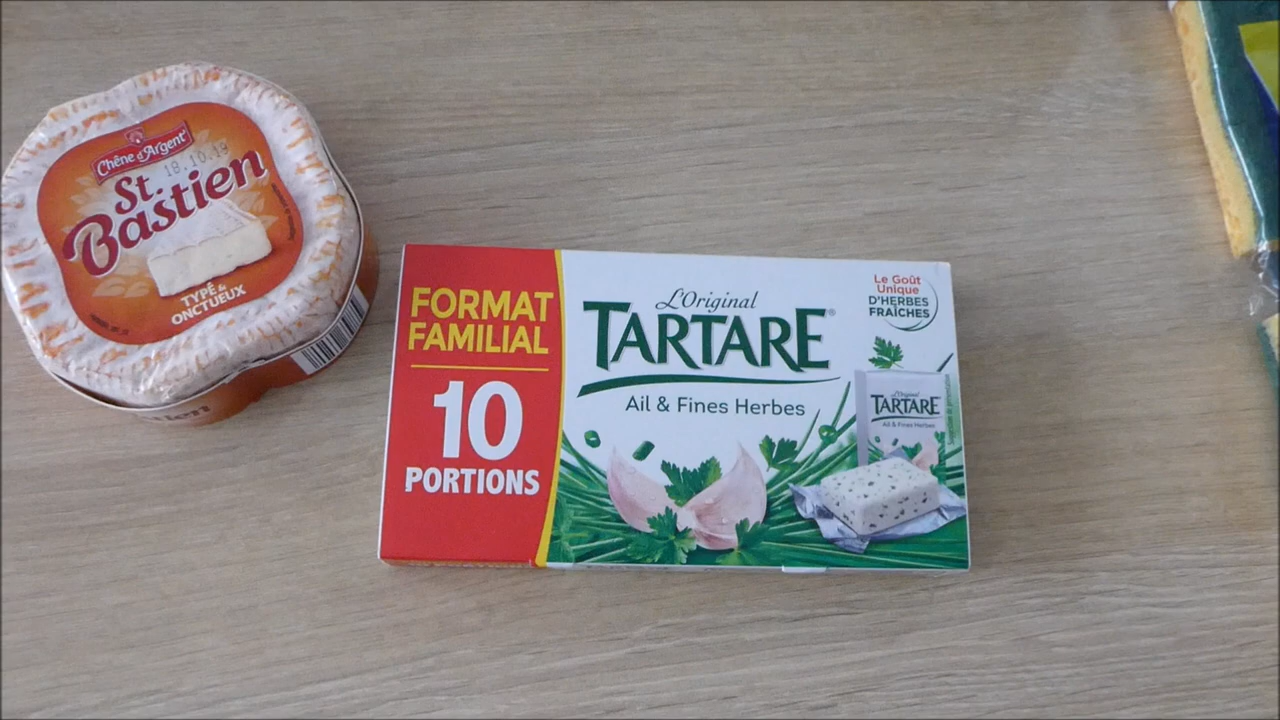 Chêne d'Argent
18.10.19
St.
Bastien
TYPÉ &
ONCTUEUX
FORMAT
FAMILIAL
10
PORTIONS
L'Original
TARTARE®
Ail & Fines Herbes
Le Goût
Unique
D'HERBES
FRAÎCHES
L'Original
TARTARE
Ail & Fines Herbes